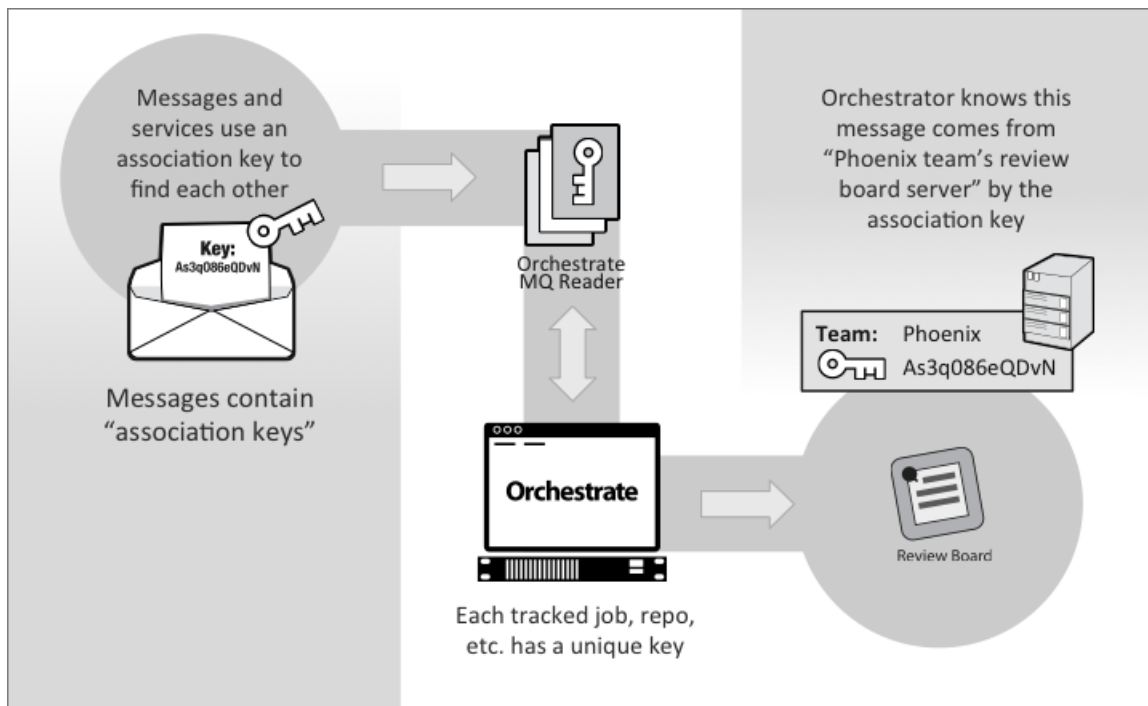 Messages and
services use an
association key to
find each other
Key:
As3q086eQDvN
Messages contain
“association keys”
Orchestrate
MQ Reader
Orchestrate
Each tracked job, repo,
etc. has a unique key
Orchestrator knows this
message comes from
“Phoenix team’s review
board server” by the
association key
Team: Phoenix
As3q086eQDvN
Review Board